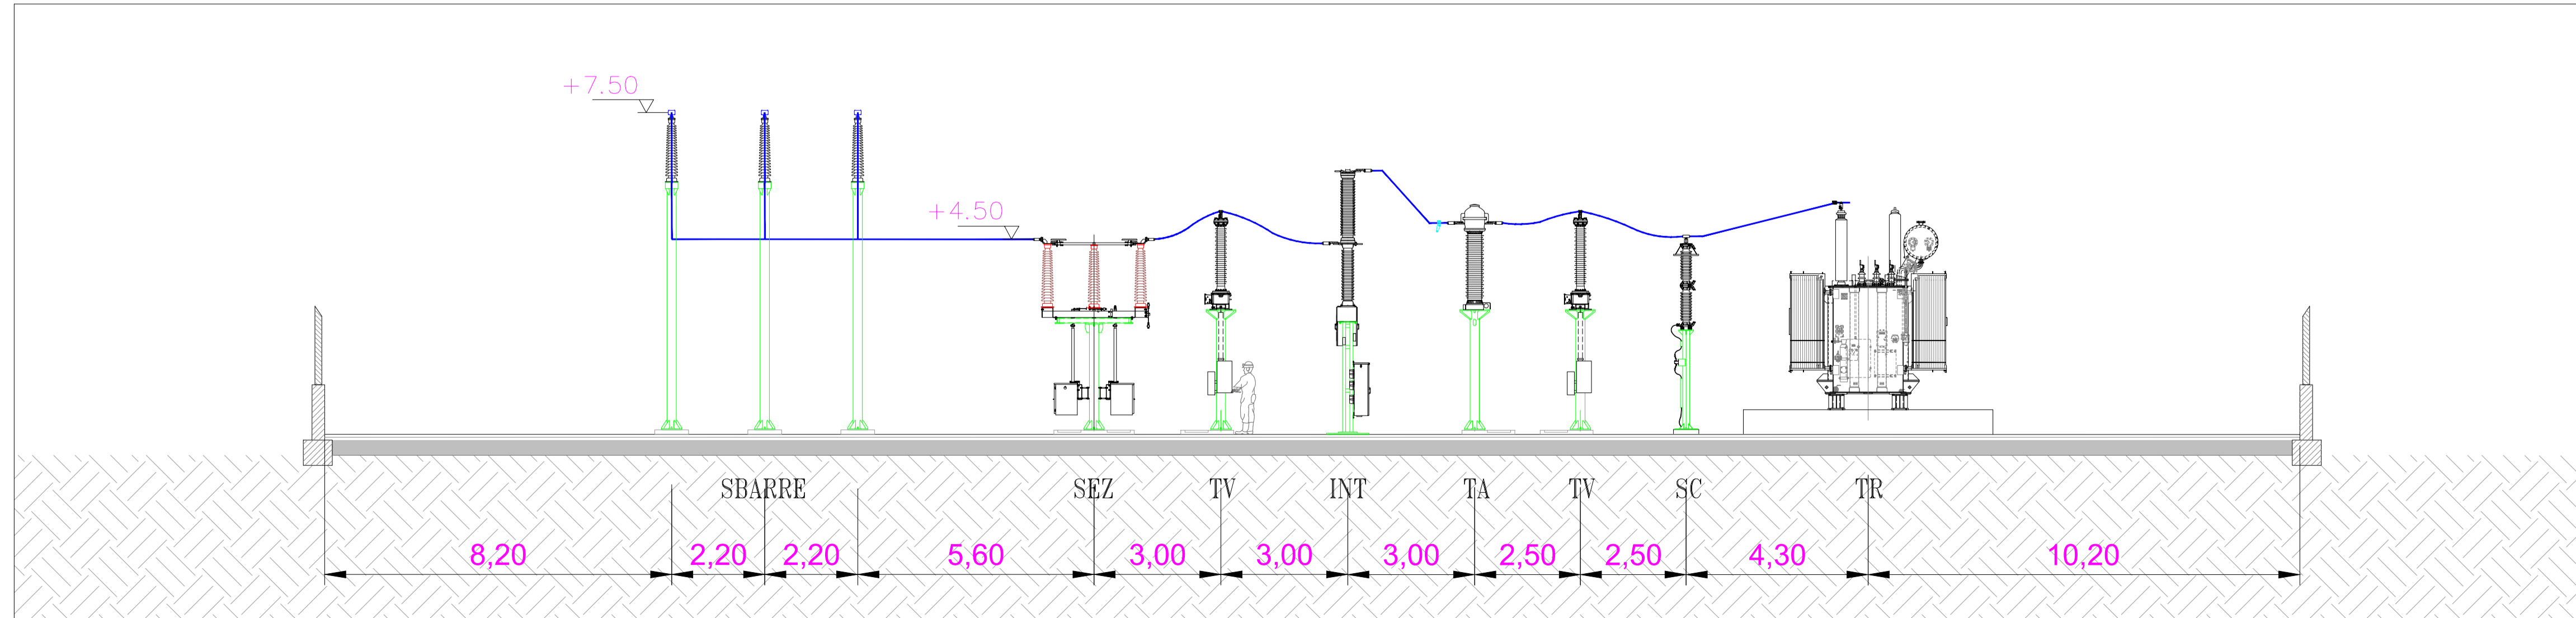 +7.50
+4.50
SBARRE SEZ TV INT TA TV SC TR
8,20 2,20 2,20 5,60 3,00 3,00 3,00 2,50 2,50 4,30 10,20